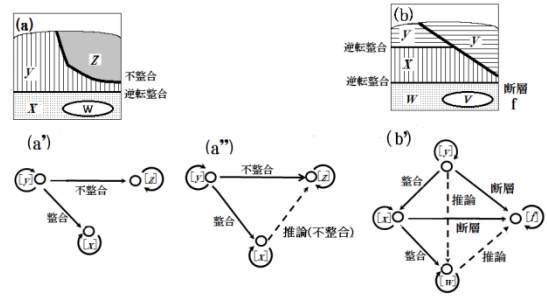 (a)
Y
Z
不整合
逆転整合
X
W
(b)
Y
Y
逆転整合
X
逆転整合
W
V
断層
f
(a')
[y]
不整合
[z]
整合
[x]
(a'')
[y]
不整合
[z]
整合
推論(不整合)
[x]
(b')
[y]
整合
推論
断層
[x]
断層
[f]
整合
推論
[w]